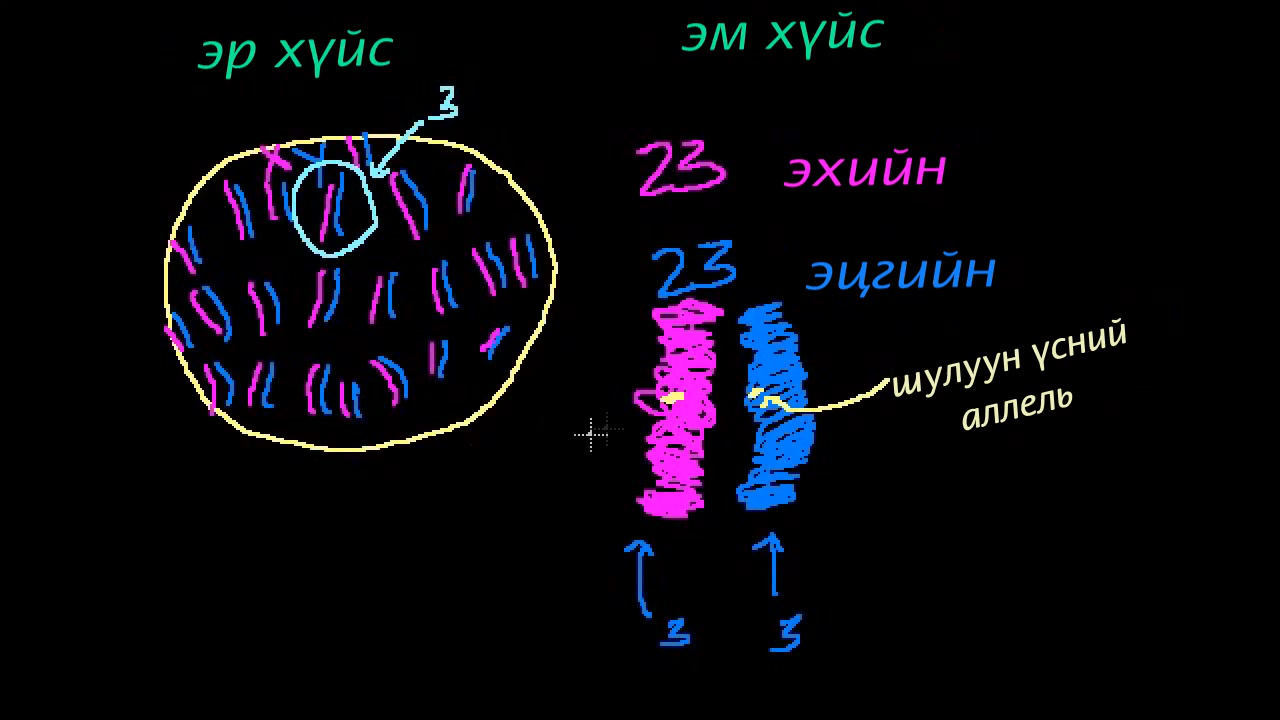 эр хүйс
эм хүйс
3
23 эхийн
23 эцгийн
шулуун үсний
аллель
3 3